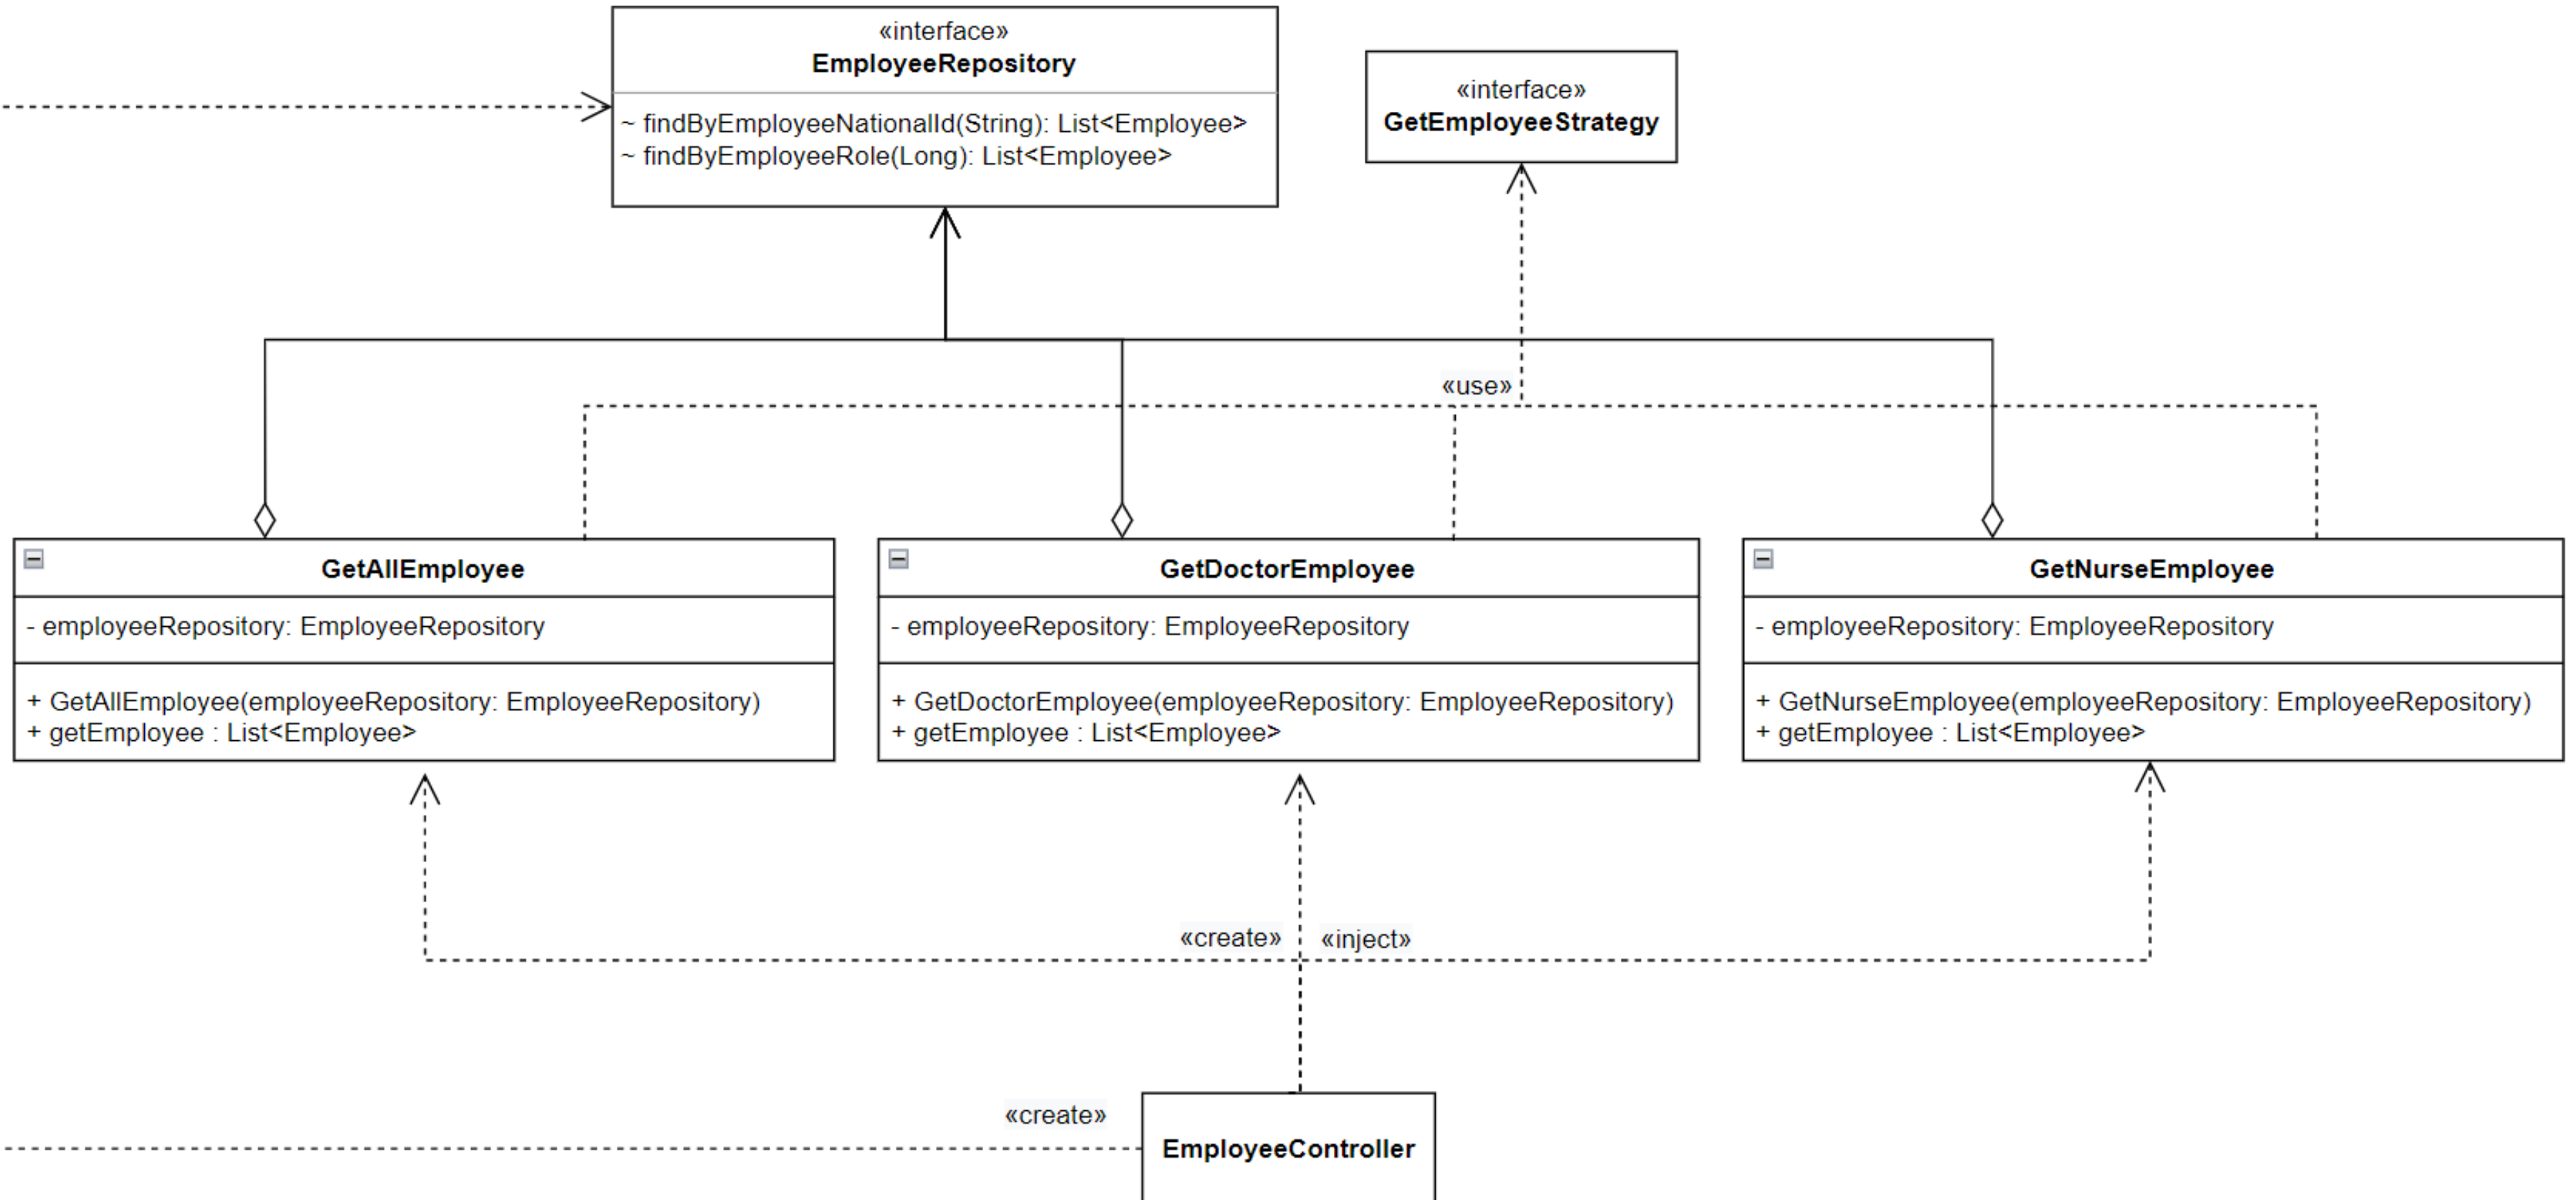 «interface»
EmployeeRepository
~ findByEmployeeNationalId(String): List<Employee>
~ findByEmployeeRole(Long): List<Employee>
«interface»
GetEmployeeStrategy
«use»
GetAllEmployee
- employeeRepository: EmployeeRepository
+ GetAllEmployee(employeeRepository: EmployeeRepository)
+ getEmployee : List<Employee>
GetDoctorEmployee
- employeeRepository: EmployeeRepository
+ GetDoctorEmployee(employeeRepository: EmployeeRepository)
+ getEmployee : List<Employee>
GetNurseEmployee
- employeeRepository: EmployeeRepository
+ GetNurseEmployee(employeeRepository: EmployeeRepository)
+ getEmployee : List<Employee>
«create»
«inject»
«create»
EmployeeController